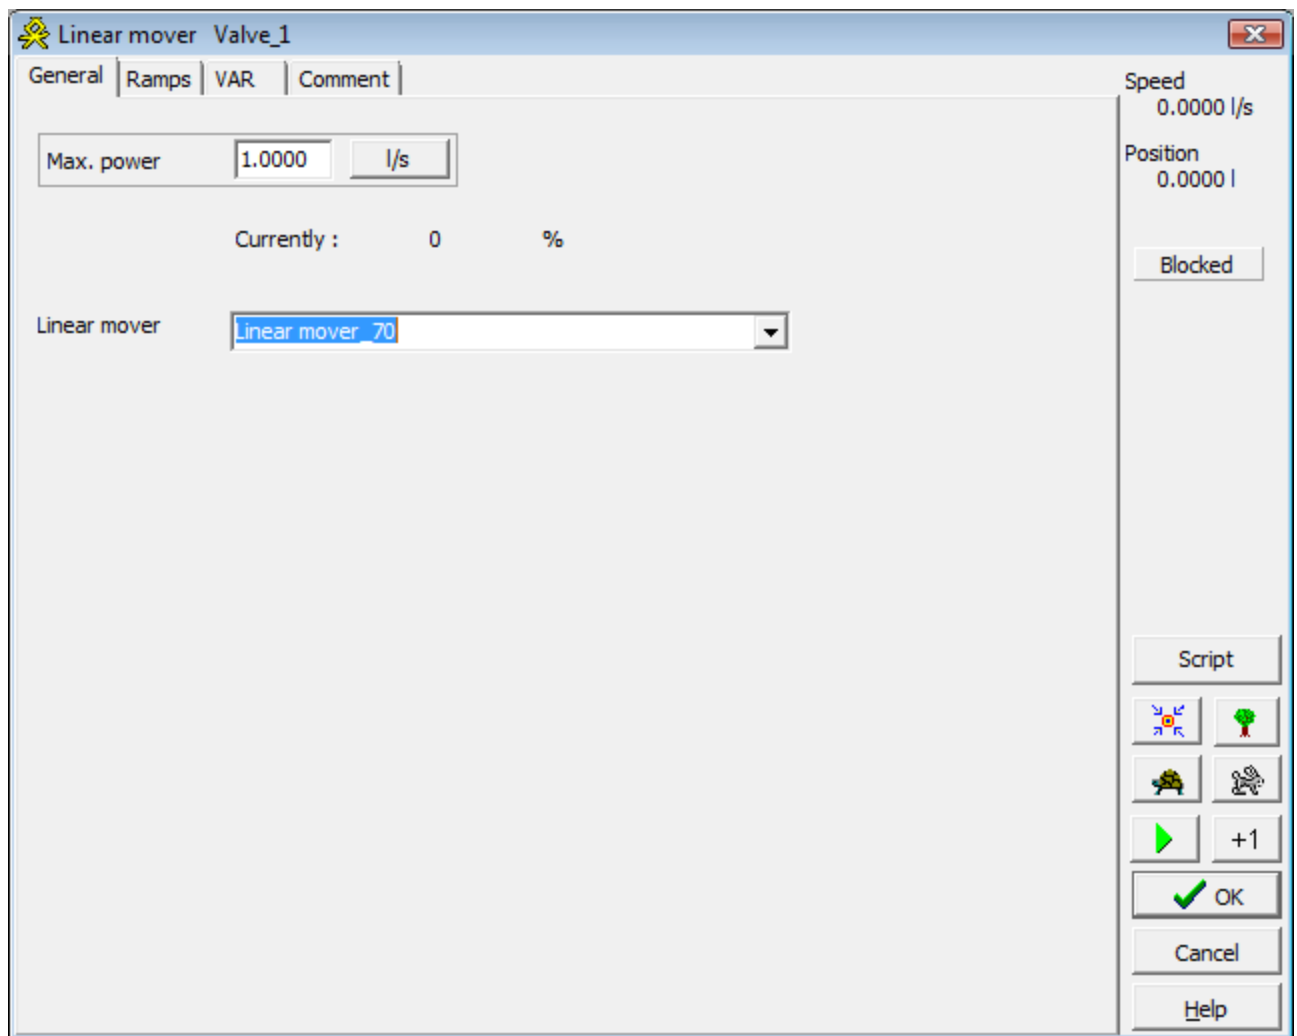 Linear mover Valve_1
General Ramps VAR Comment
Speed
0.0000 l/s
Max. power 1.0000 l/s
Position
0.0000 l
Currently : 0 %
Blocked
Linear mover Linear mover_70
Script
+1
OK
Cancel
Help